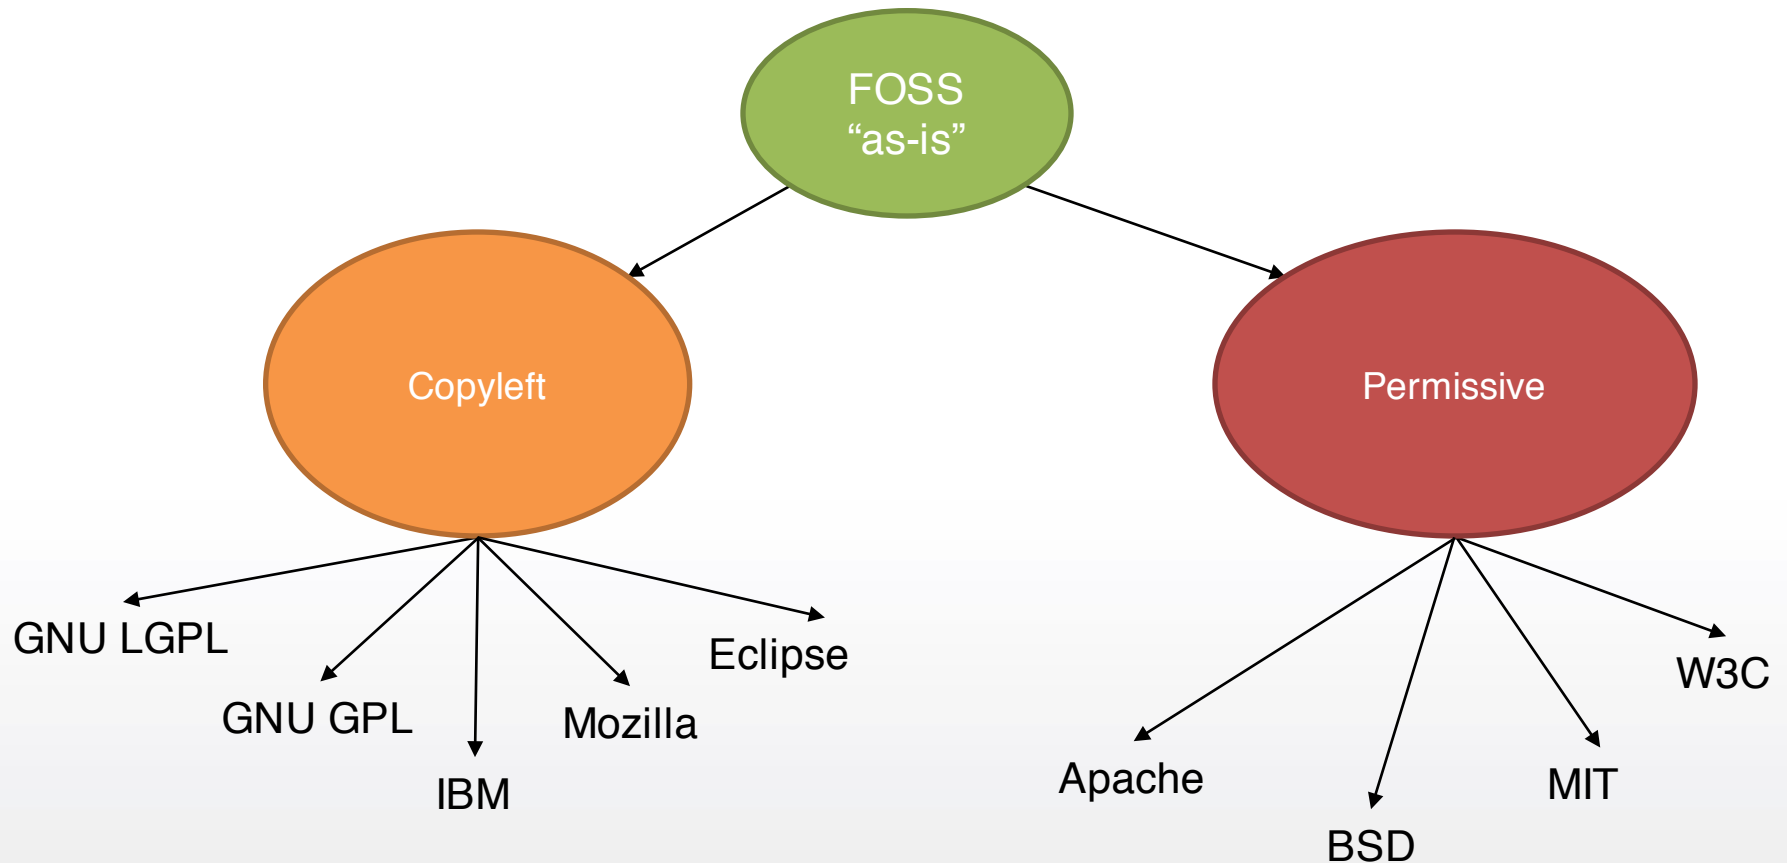 FOSS
“as-is”
Copyleft
Permissive
GNU LGPL
GNU GPL
IBM
Mozilla
Eclipse
Apache
BSD
MIT
W3C